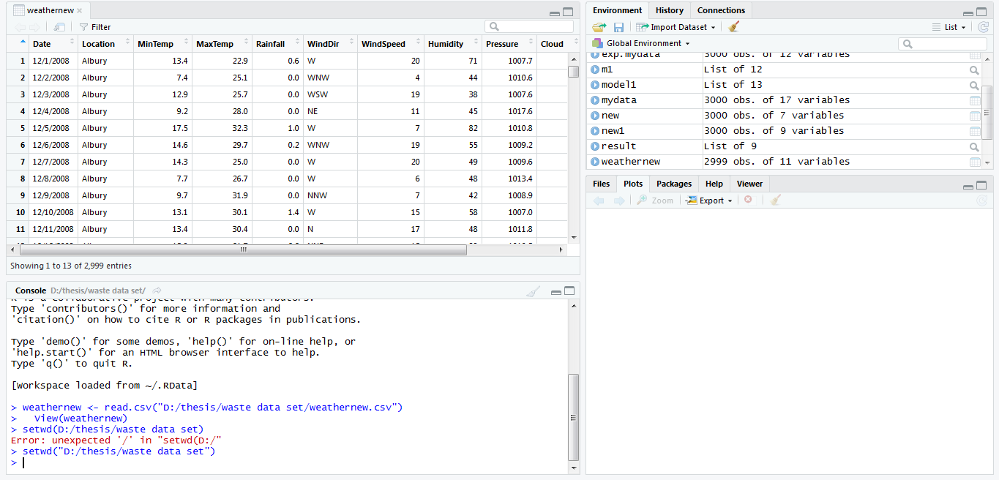 weathernew
Filter
Date Location MinTemp MaxTemp Rainfall WindDir WindSpeed Humidity Pressure Cloud
1 12/1/2008 Albury 13.4 22.9 0.6 W 20 71 1007.7
2 12/2/2008 Albury 7.4 25.1 0.0 WNW 4 44 1010.6
3 12/3/2008 Albury 12.9 25.7 0.0 WSW 19 38 1007.6
4 12/4/2008 Albury 9.2 28.0 0.0 NE 11 45 1017.6
5 12/5/2008 Albury 17.5 32.3 1.0 W 7 82 1010.8
6 12/6/2008 Albury 14.6 29.7 0.2 WNW 19 55 1009.2
7 12/7/2008 Albury 14.3 25.0 0.0 W 20 49 1009.6
8 12/8/2008 Albury 7.7 26.7 0.0 W 6 48 1013.4
9 12/9/2008 Albury 9.7 31.9 0.0 NNW 7 42 1008.9
10 12/10/2008 Albury 13.1 30.1 1.4 W 15 58 1007.0
11 12/11/2008 Albury 13.4 30.4 0.0 N 17 48 1011.8
Showing 1 to 13 of 2,999 entries
Console D:/thesis/waste data set/
R is a collaborative project with many contributors.
Type 'contributors()' for more information and
'citation()' on how to cite R or R packages in publications.
Type 'demo()' for some demos, 'help()' for on-line help, or
'help.start()' for an HTML browser interface to help.
Type 'q()' to quit R.
[Workspace loaded from ~/.RData]
> weathernew <- read.csv("D:/thesis/waste data set/weathernew.csv")
>   View(weathernew)
> setwd(D:/thesis/waste data set)
Error: unexpected '/' in "setwd(D:/"
> setwd("D:/thesis/waste data set")
>
Environment History Connections
Import Dataset List
Global Environment
exp.mydata 3000 obs. of 12 variables
m1 List of 12
model1 List of 13
mydata 3000 obs. of 17 variables
new 3000 obs. of 7 variables
new1 3000 obs. of 9 variables
result List of 9
weathernew 2999 obs. of 11 variables
Files Plots Packages Help Viewer
Zoom Export